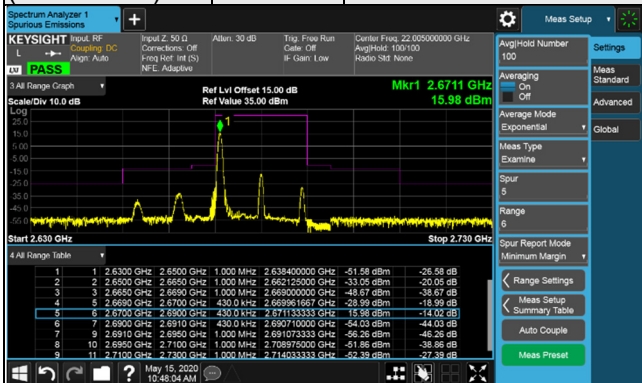 Spectrum Analyzer 1
Spurious Emissions
Meas Setup
KEYSIGHT
Input: RF
Coupling: DC
Align: Auto
Input Z: 50 Ω
Corrections: Off
Freq Ref: Int (S)
NFE: Adaptive
Atten: 30 dB
Trig: Free Run
Gate: Off
IF Gain: Low
Center Freq: 22.005000000 GHz
Avg|Hold: 100/100
Radio Std: None
L
LXI
PASS
3 All Range Graph
Scale/Div 10.0 dB
Ref Lvl Offset 15.00 dB
Ref Value 35.00 dBm
Mkr1 2.6711 GHz
15.98 dBm
Log
25.0
15.0
5.00
-5.00
-15.0
-25.0
-35.0
-45.0
-55.0
1
Start 2.630 GHz
Stop 2.730 GHz
4 All Range Table
1 1 2.6300 GHz 2.6500 GHz 1.000 MHz 2.638400000 GHz -51.58 dBm -26.58 dB
2 2 2.6500 GHz 2.6650 GHz 1.000 MHz 2.662125000 GHz -33.05 dBm -20.05 dB
3 3 2.6650 GHz 2.6690 GHz 1.000 MHz 2.669000000 GHz -48.67 dBm -38.67 dB
4 5 2.6690 GHz 2.6700 GHz 430.0 kHz 2.669961667 GHz -28.99 dBm -18.99 dB
5 6 2.6700 GHz 2.6900 GHz 430.0 kHz 2.671133333 GHz 15.98 dBm -14.02 dB
6 7 2.6900 GHz 2.6910 GHz 430.0 kHz 2.690710000 GHz -54.03 dBm -44.03 dB
7 9 2.6910 GHz 2.6950 GHz 1.000 MHz 2.691073333 GHz -56.26 dBm -46.26 dB
8 10 2.6950 GHz 2.7100 GHz 1.000 MHz 2.708975000 GHz -51.86 dBm -38.86 dB
9 11 2.7100 GHz 2.7300 GHz 1.000 MHz 2.714033333 GHz -52.39 dBm -27.39 dB
Avg|Hold Number
100
Averaging
On
Off
Average Mode
Exponential
Meas Type
Examine
Spur
5
Range
6
Spur Report Mode
Minimum Margin
Range Settings
Meas Setup
Summary Table
Auto Couple
Meas Preset
Settings
Meas
Standard
Advanced
Global
?
May 15, 2020
10:48:04 AM